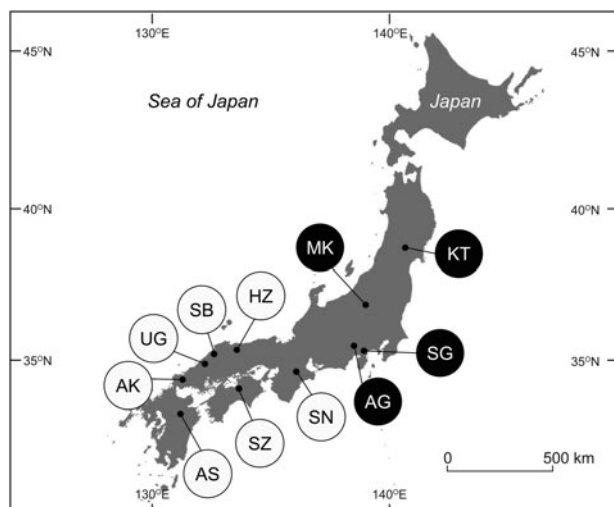 130°E 140°E
45°N 45°N
Sea of Japan Japan
40°N 40°N
MK KT
HZ
SB
UG
35°N SG 35°N
AK AG
SN
SZ
AS
0 500 km
130°E 140°E